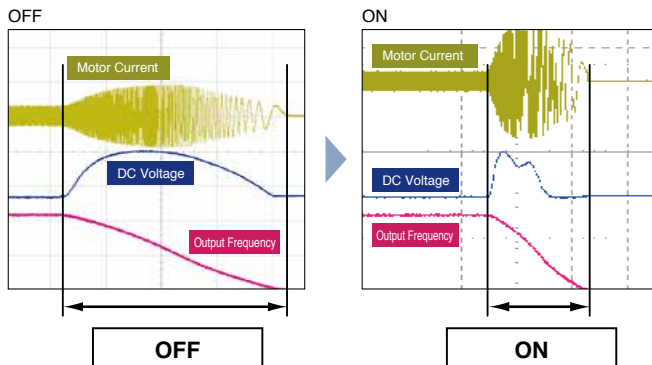 OFF
Motor Current
DC Voltage
Output Frequency
OFF
ON
Motor Current
DC Voltage
Output Frequency
ON